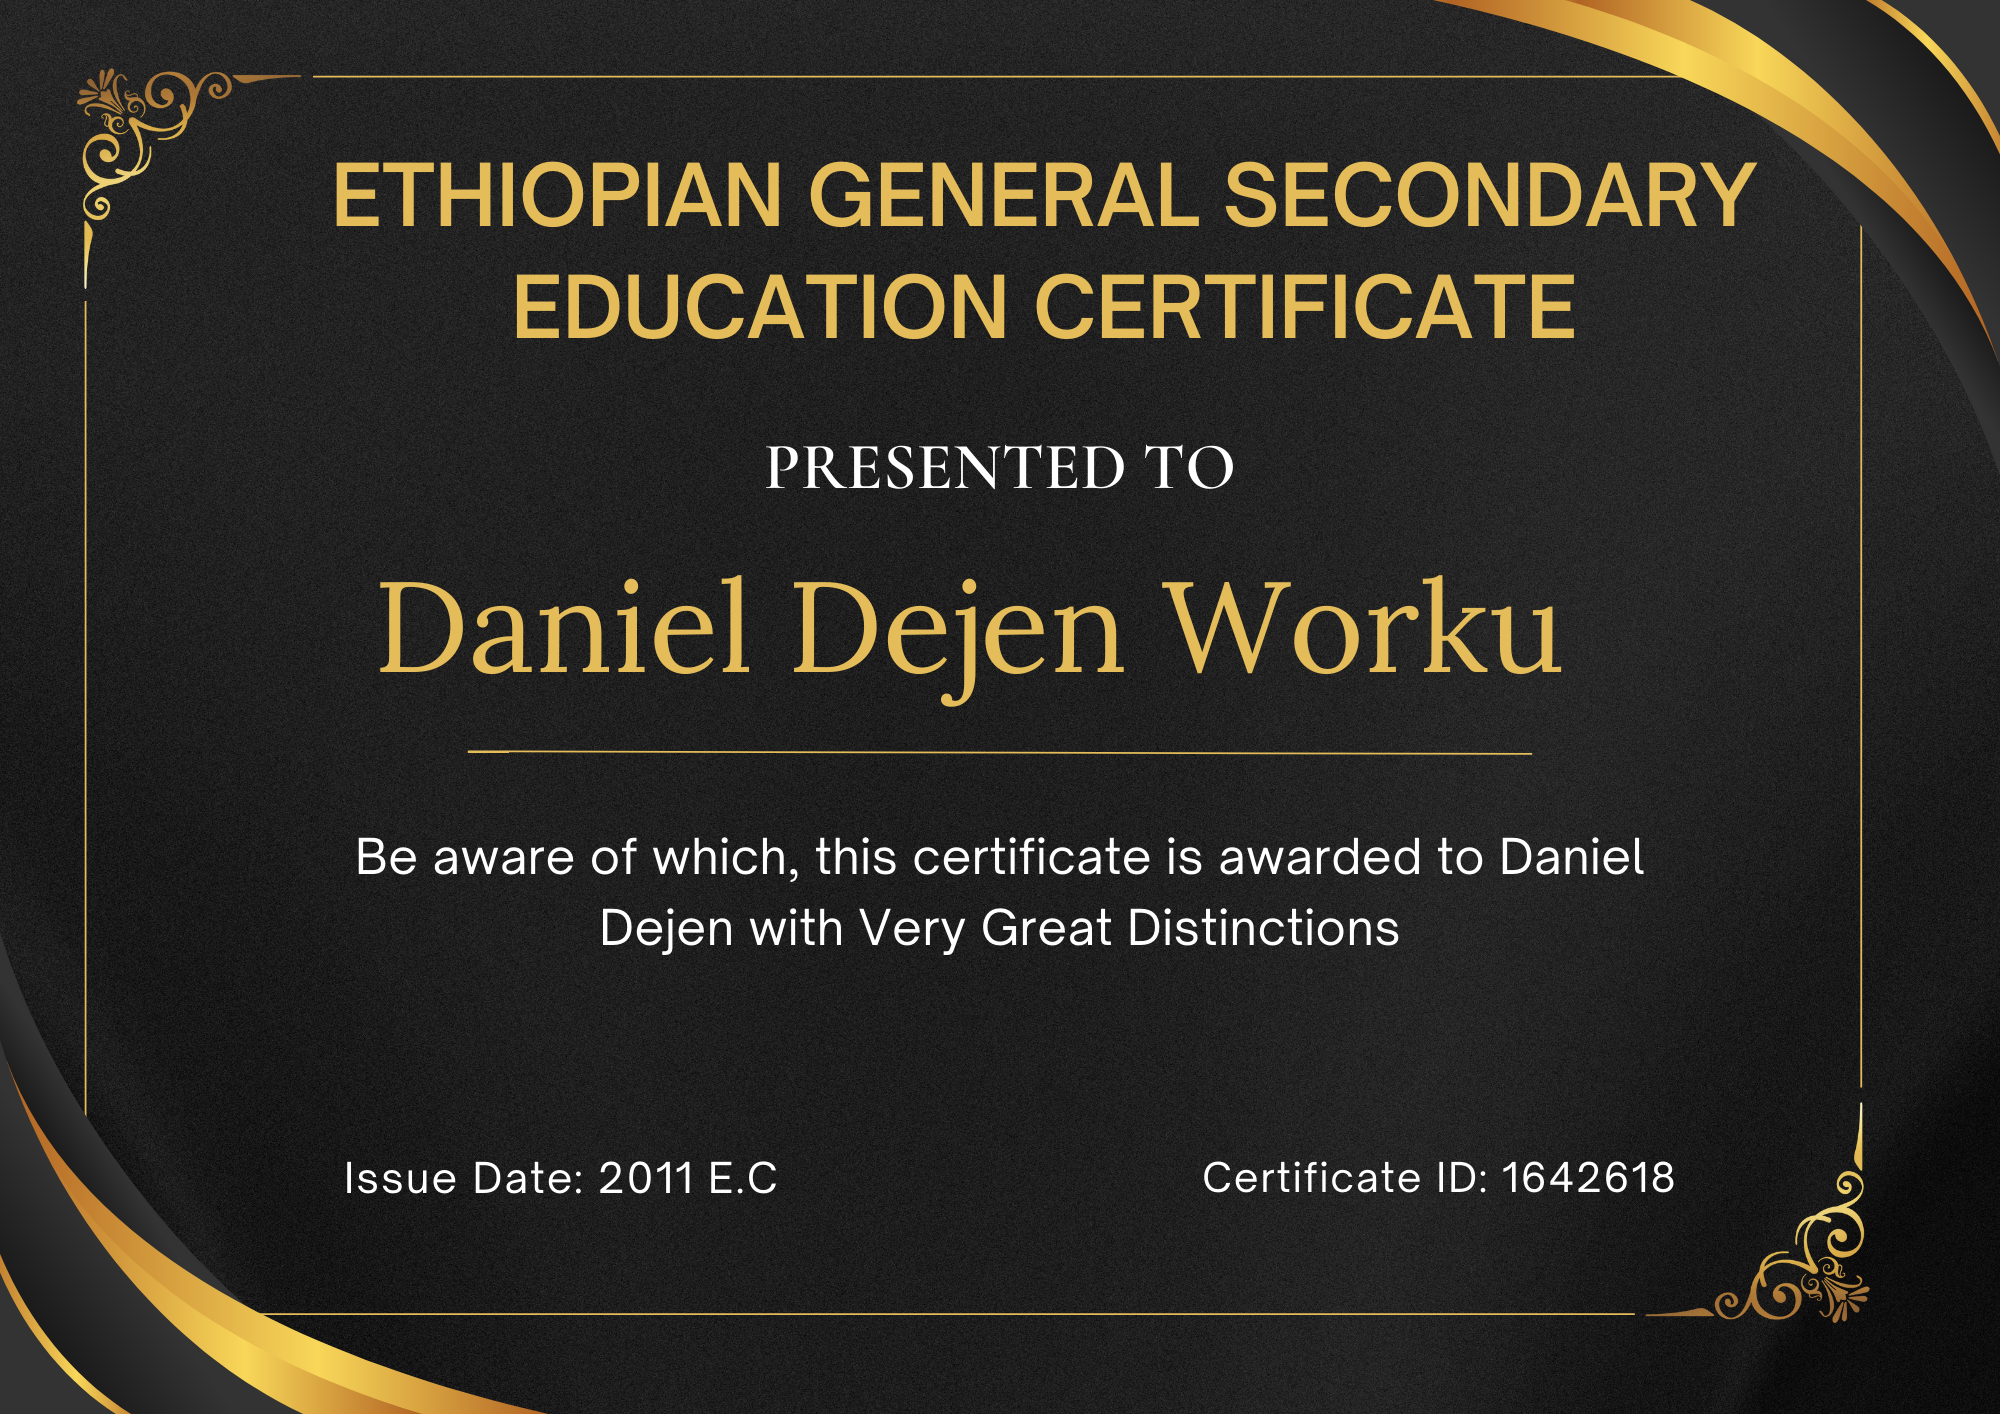 ETHIOPIAN GENERAL SECONDARY
EDUCATION CERTIFICATE
PRESENTED TO
Daniel Dejen Worku
Be aware of which, this certificate is awarded to Daniel
Dejen with Very Great Distinctions
Issue Date: 2011 E.C
Certificate ID: 1642618